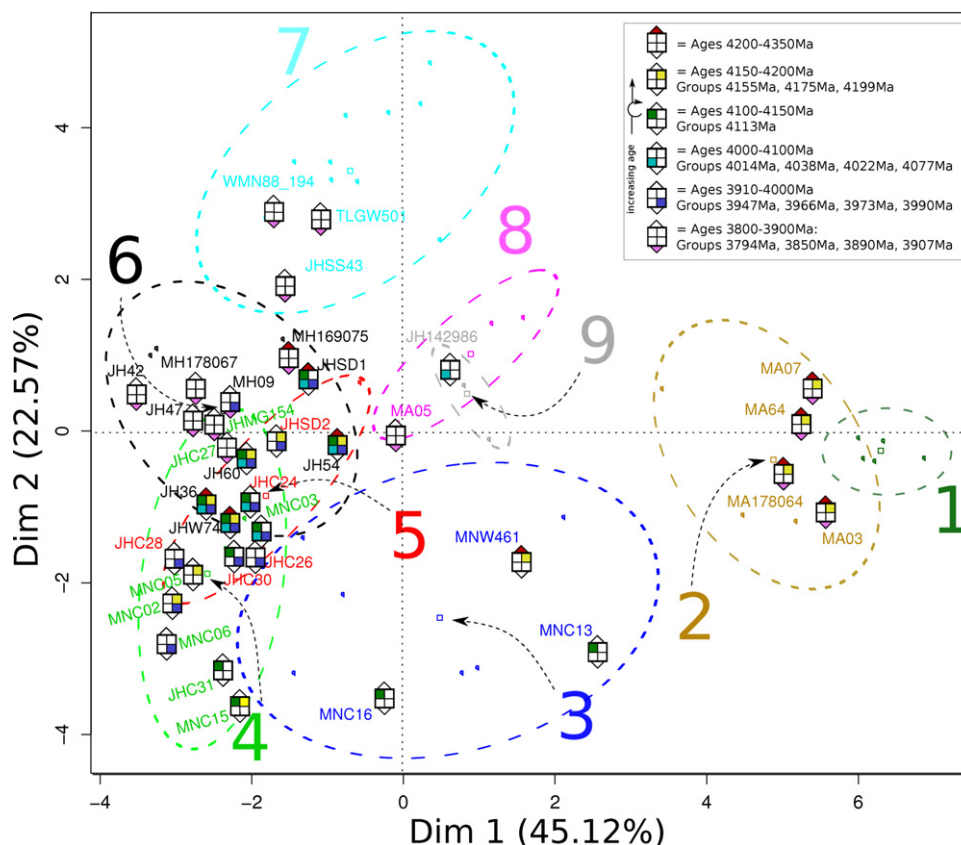 7
= Ages 4200-4350Ma
= Ages 4150-4200Ma
Groups 4155Ma, 4175Ma, 4199Ma
= Ages 4100-4150Ma
Groups 4113Ma
= Ages 4000-4100Ma
Groups 4014Ma, 4038Ma, 4022Ma, 4077Ma
= Ages 3910-4000Ma
Groups 3947Ma, 3966Ma, 3973Ma, 3990Ma
= Ages 3800-3900Ma:
Groups 3794Ma, 3850Ma, 3890Ma, 3907Ma
increasing age
WMN88_194
TLGW501
8
6
JHSS43
9
MH169075
JH142986
JH42
MH178067
JHSD1
MA07
MH09
MA64
JH47
JHMG154
MA05
JHSD2
JHC27
JH60
JH54
1
JH36
JHC24
MA178064
MNC03
5
JHW74
MNW461
MA03
JHC28
JHC26
MNC05
JHC30
2
MNC02
MNC06
MNC13
JHC31
3
MNC16
MNC15
4
4
2
0
−2
−4
Dim 2 (22.57%)
−4 −2 0 2 4 6
Dim 1 (45.12%)